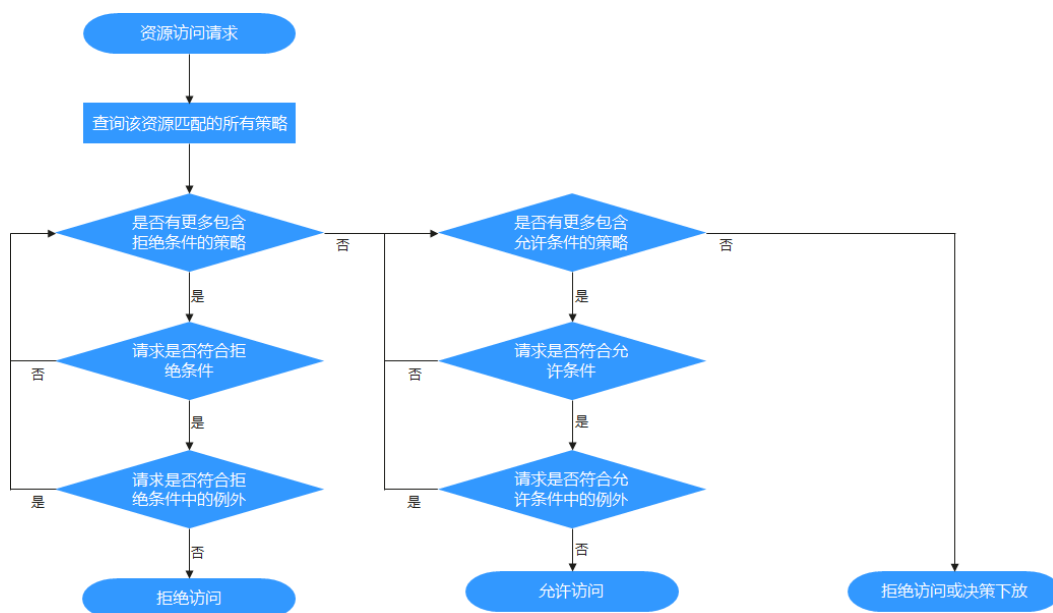 资源访问请求
查询该资源匹配的所有策略
是否有更多包含
拒绝条件的策略
否
是否有更多包含
允许条件的策略
否
是
是
请求是否符合拒
绝条件
否
请求是否符合允
许条件
否
是
是
请求是否符合拒
绝条件中的例外
是
请求是否符合允
许条件中的例外
是
否
否
拒绝访问
允许访问
拒绝访问或决策下放